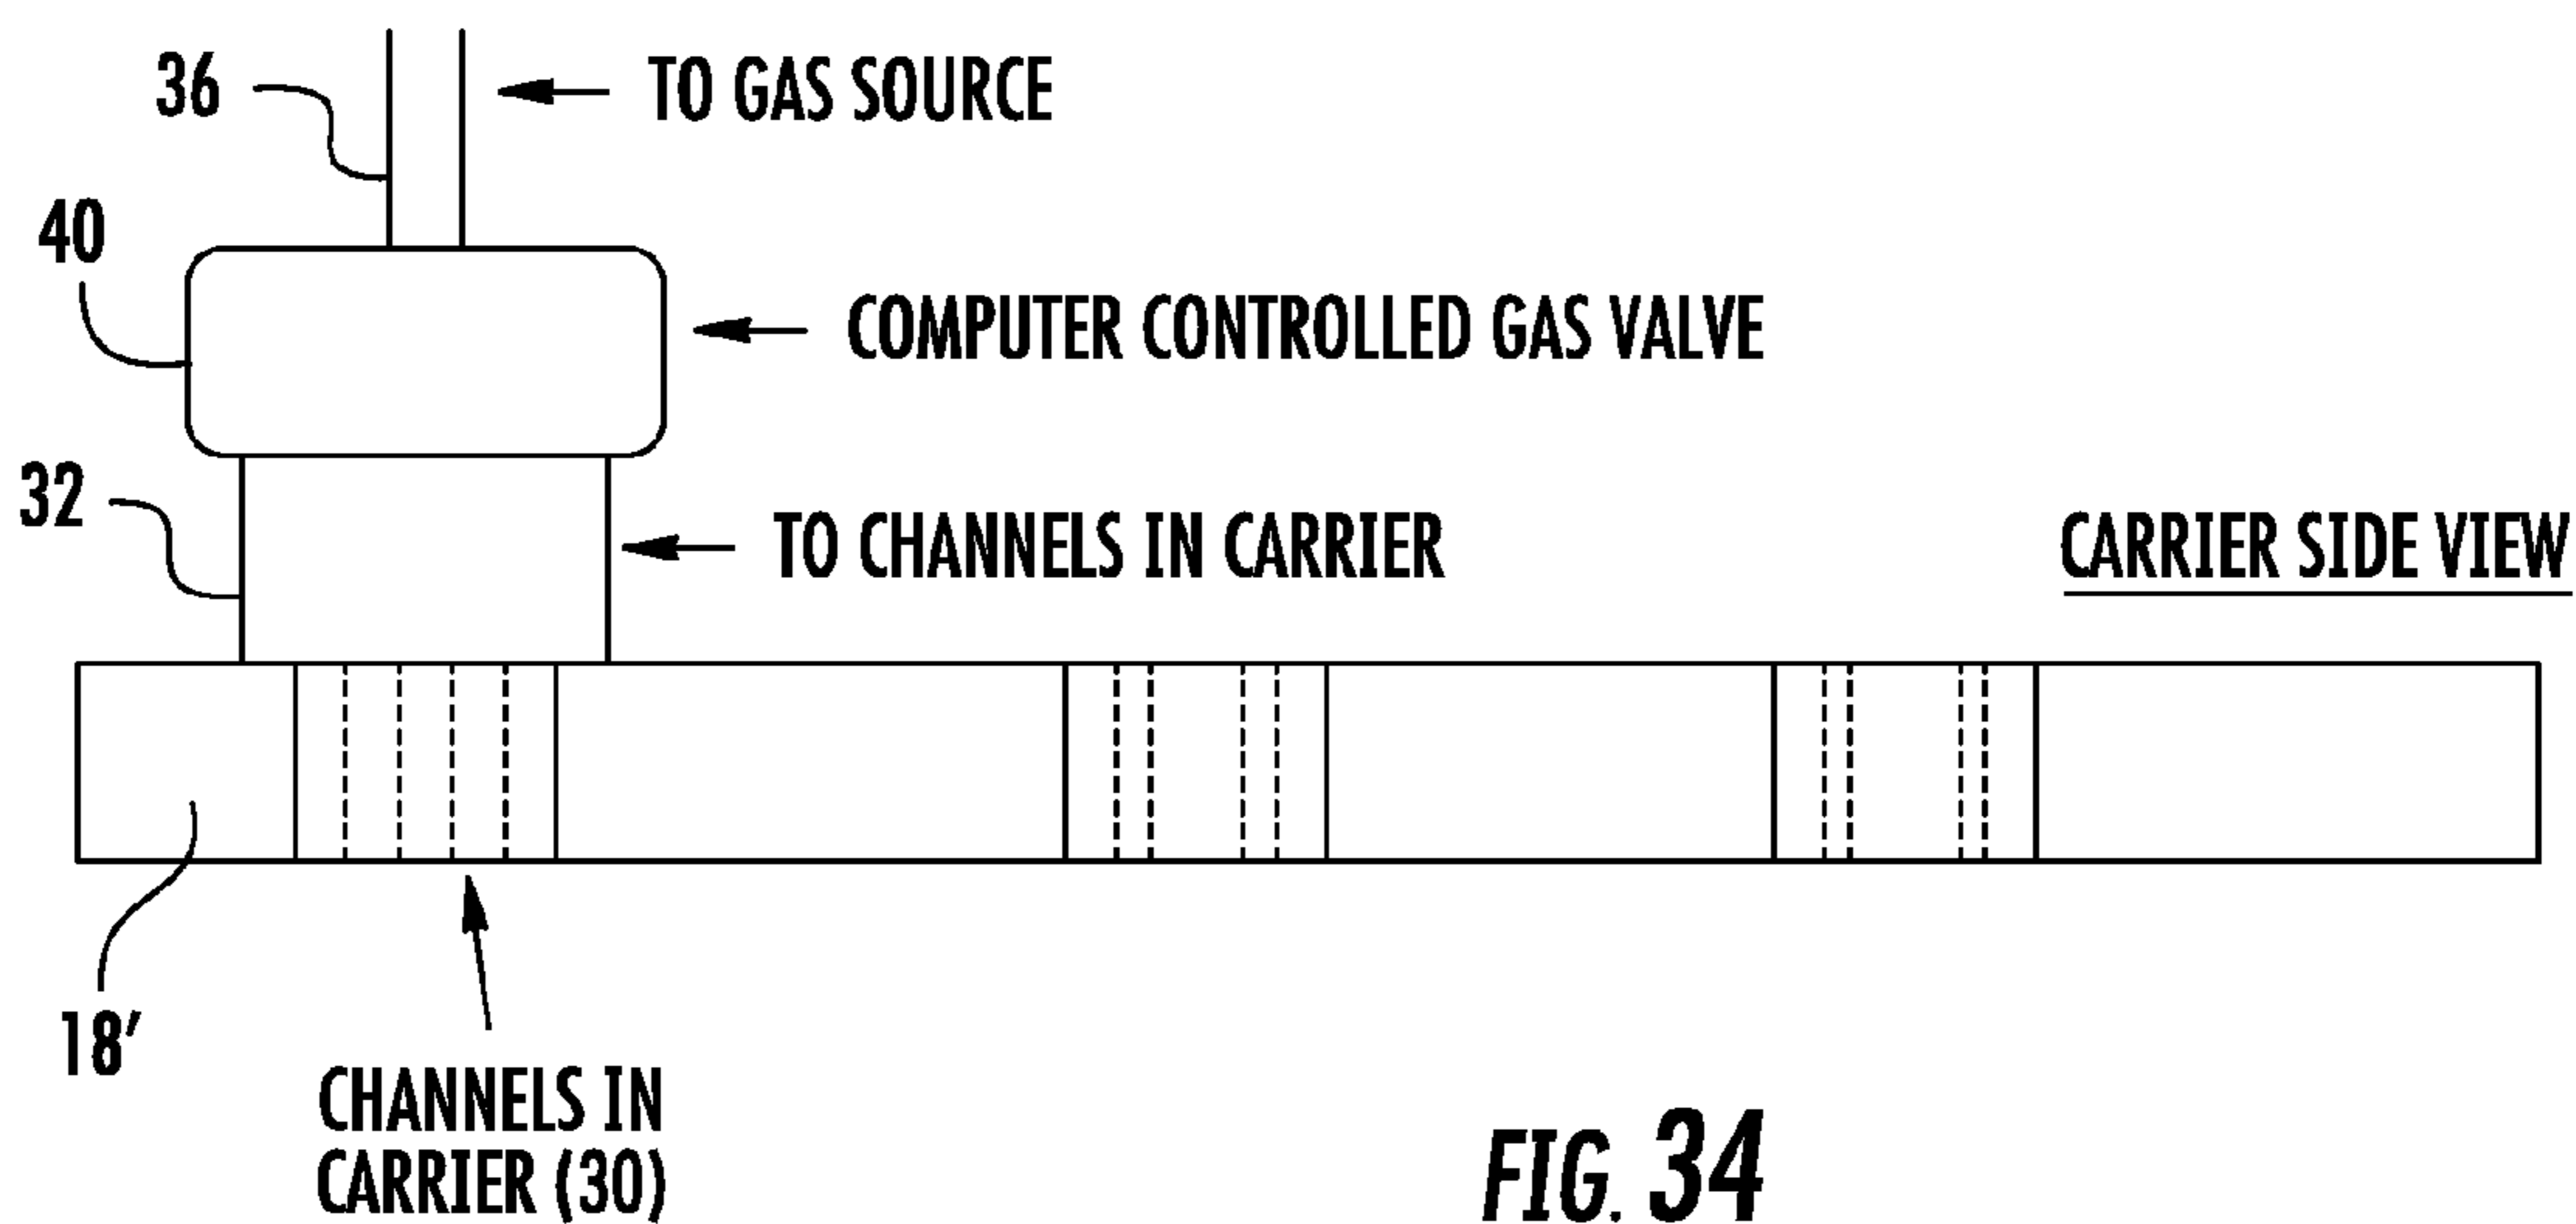 36
TO GAS SOURCE
40
COMPUTER CONTROLLED GAS VALVE
32
TO CHANNELS IN CARRIER
CARRIER SIDE VIEW
18'
CHANNELS IN
CARRIER (30)
FIG. 34